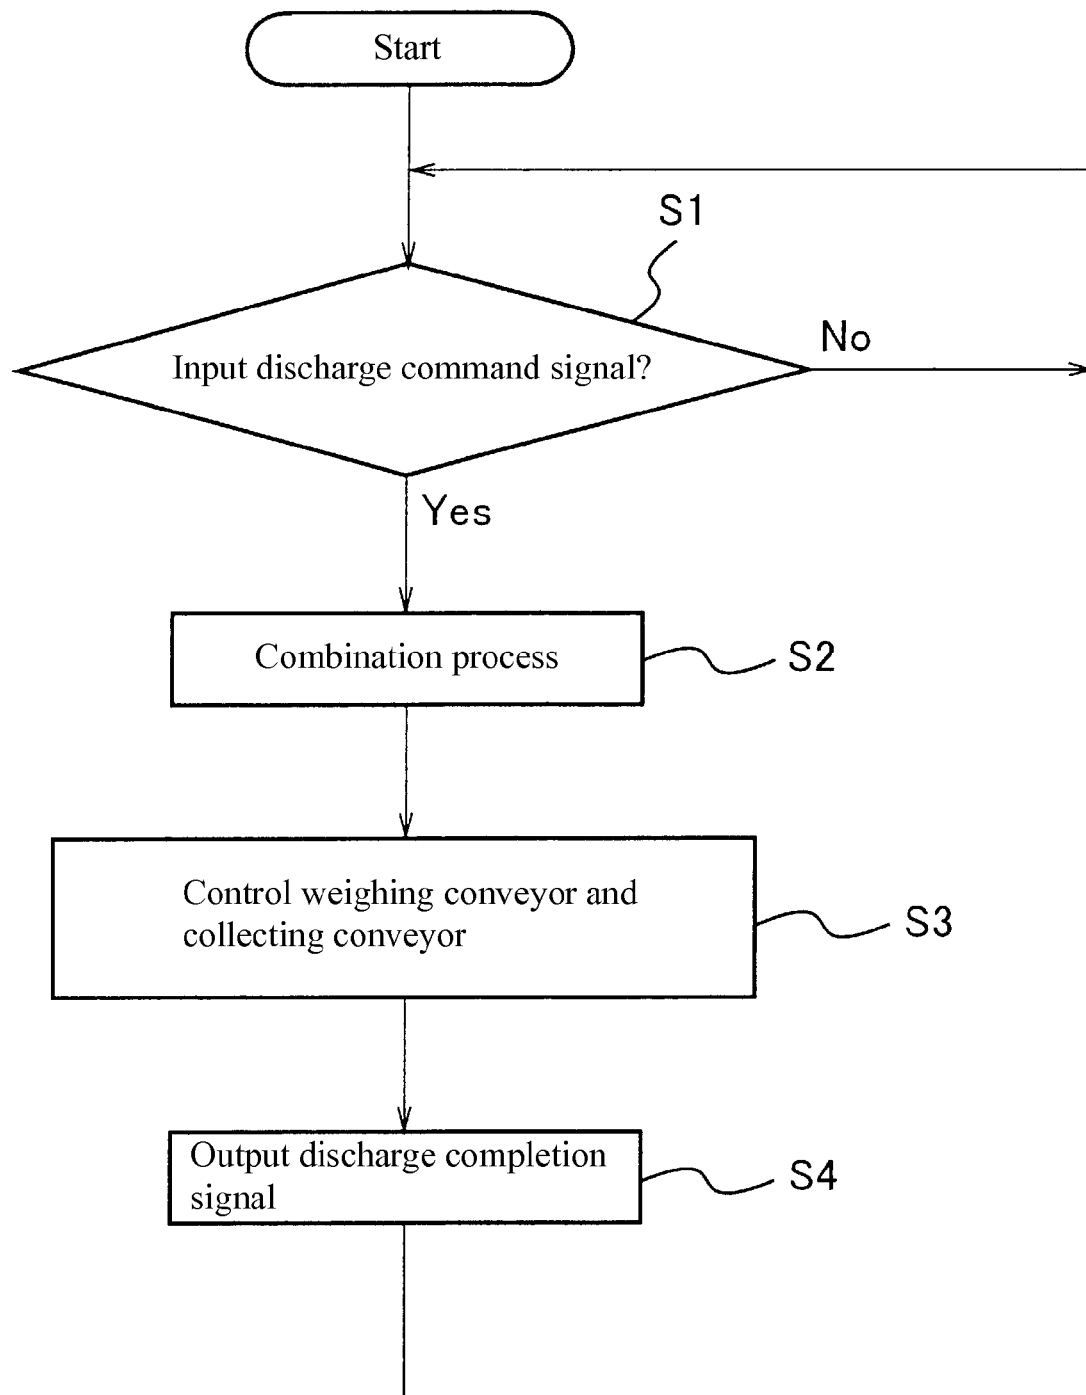 Start
S1
Input discharge command signal?
No
Yes
Combination process
S2
Control weighing conveyor and
collecting conveyor
S3
Output discharge completion
signal
S4